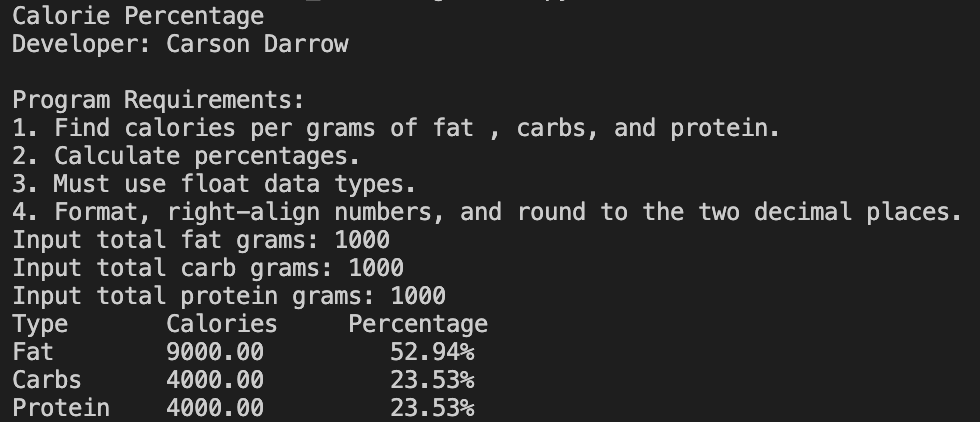 Calorie Percentage
Developer: Carson Darrow
Program Requirements:
1. Find calories per grams of fat , carbs, and protein.
2. Calculate percentages.
3. Must use float data types.
4. Format, right-align numbers, and round to the two decimal places.
Input total fat grams: 1000
Input total carb grams: 1000
Input total protein grams: 1000
Type       Calories     Percentage
Fat        9000.00         52.94%
Carbs      4000.00         23.53%
Protein    4000.00         23.53%